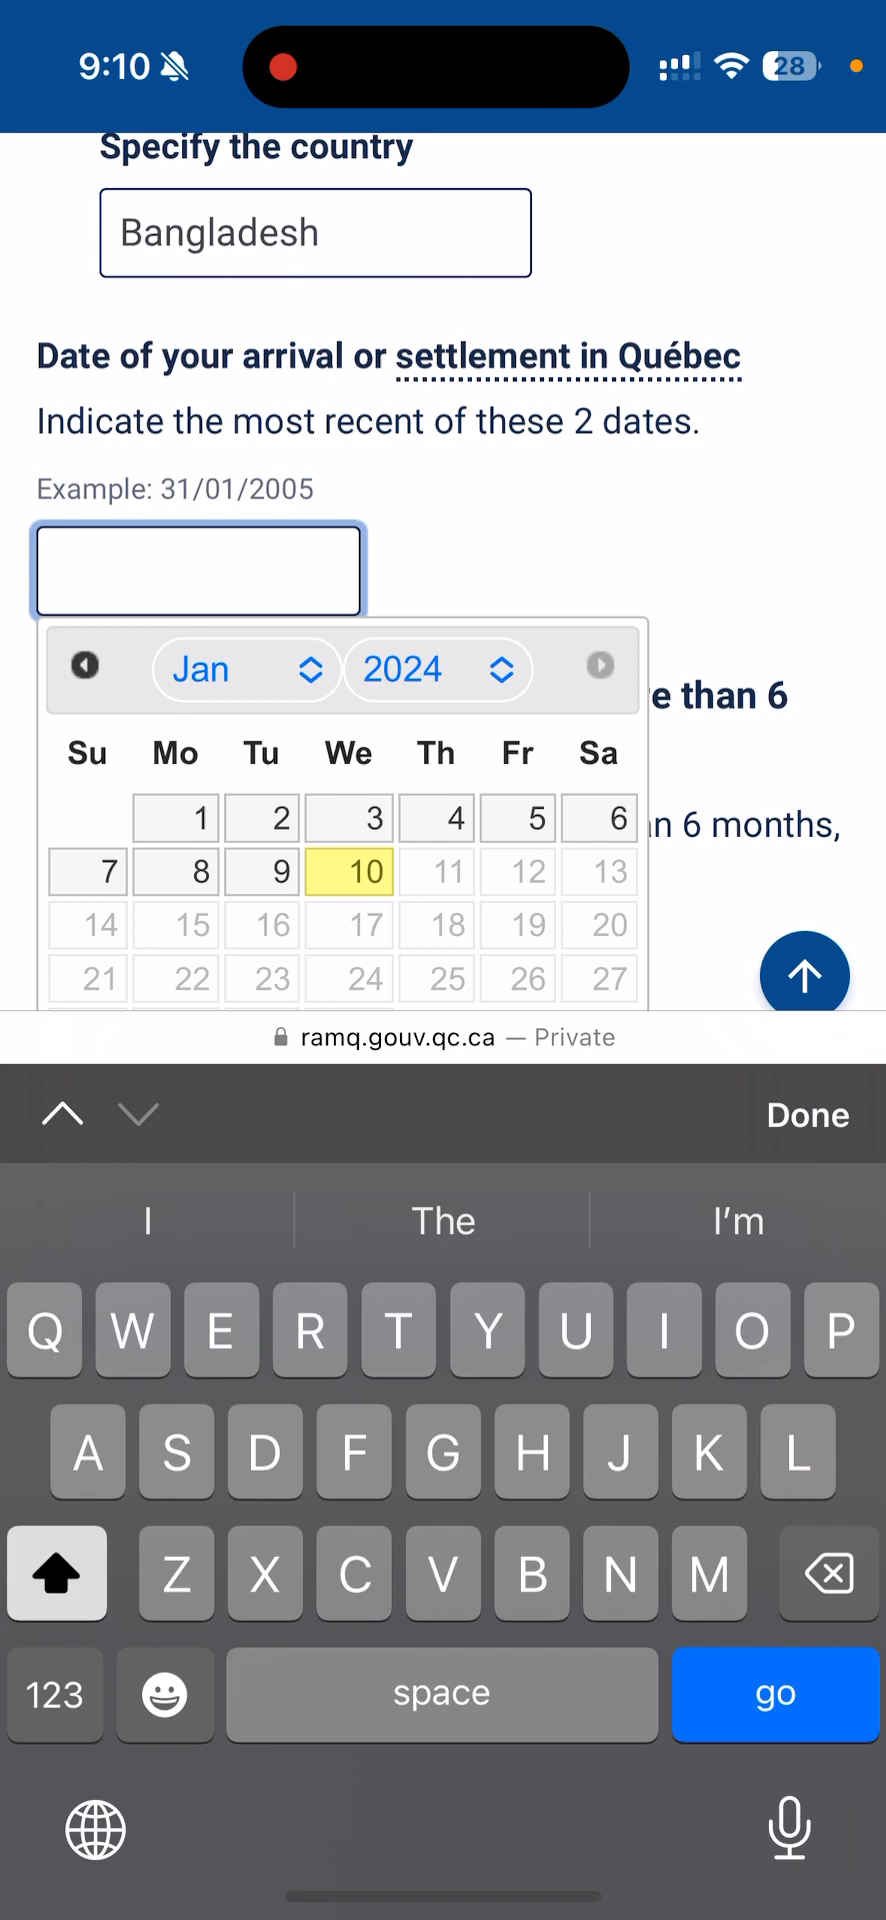 9:10 28
Specify the country
Bangladesh
Date of your arrival or settlement in Québec
Indicate the most recent of these 2 dates.
Example: 31/01/2005
Jan 2024
e than 6
Su Mo Tu We Th Fr Sa
1 2 3 4 5 6
n 6 months,
7 8 9 10 11 12 13
14 15 16 17 18 19 20
21 22 23 24 25 26 27
ramq.gouv.qc.ca — Private
Done
I The I'm
Q W E R T Y U I O P
A S D F G H J K L
Z X C V B N M
123 space go